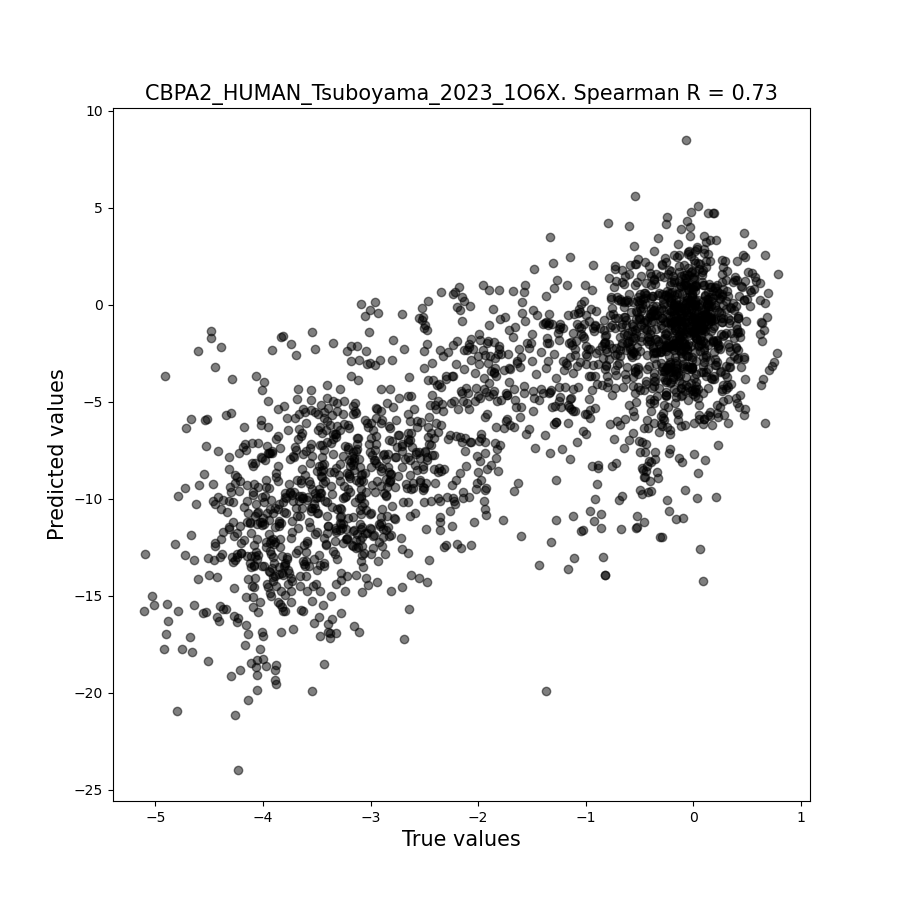 CBPA2_HUMAN_Tsuboyama_2023_1O6X. Spearman R = 0.73
10
5
0
−5
−10
−15
−20
−25
Predicted values
−5 −4 −3 −2 −1 0 1
True values